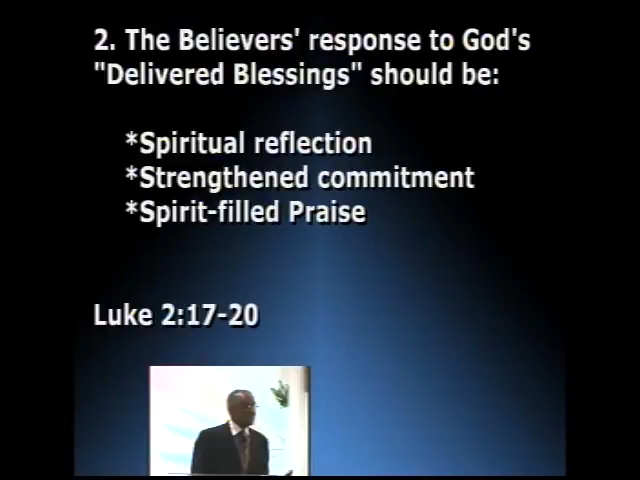 2. The Believers' response to God's
"Delivered Blessings" should be:
*Spiritual reflection
*Strengthened commitment
*Spirit-filled Praise
Luke 2:17-20